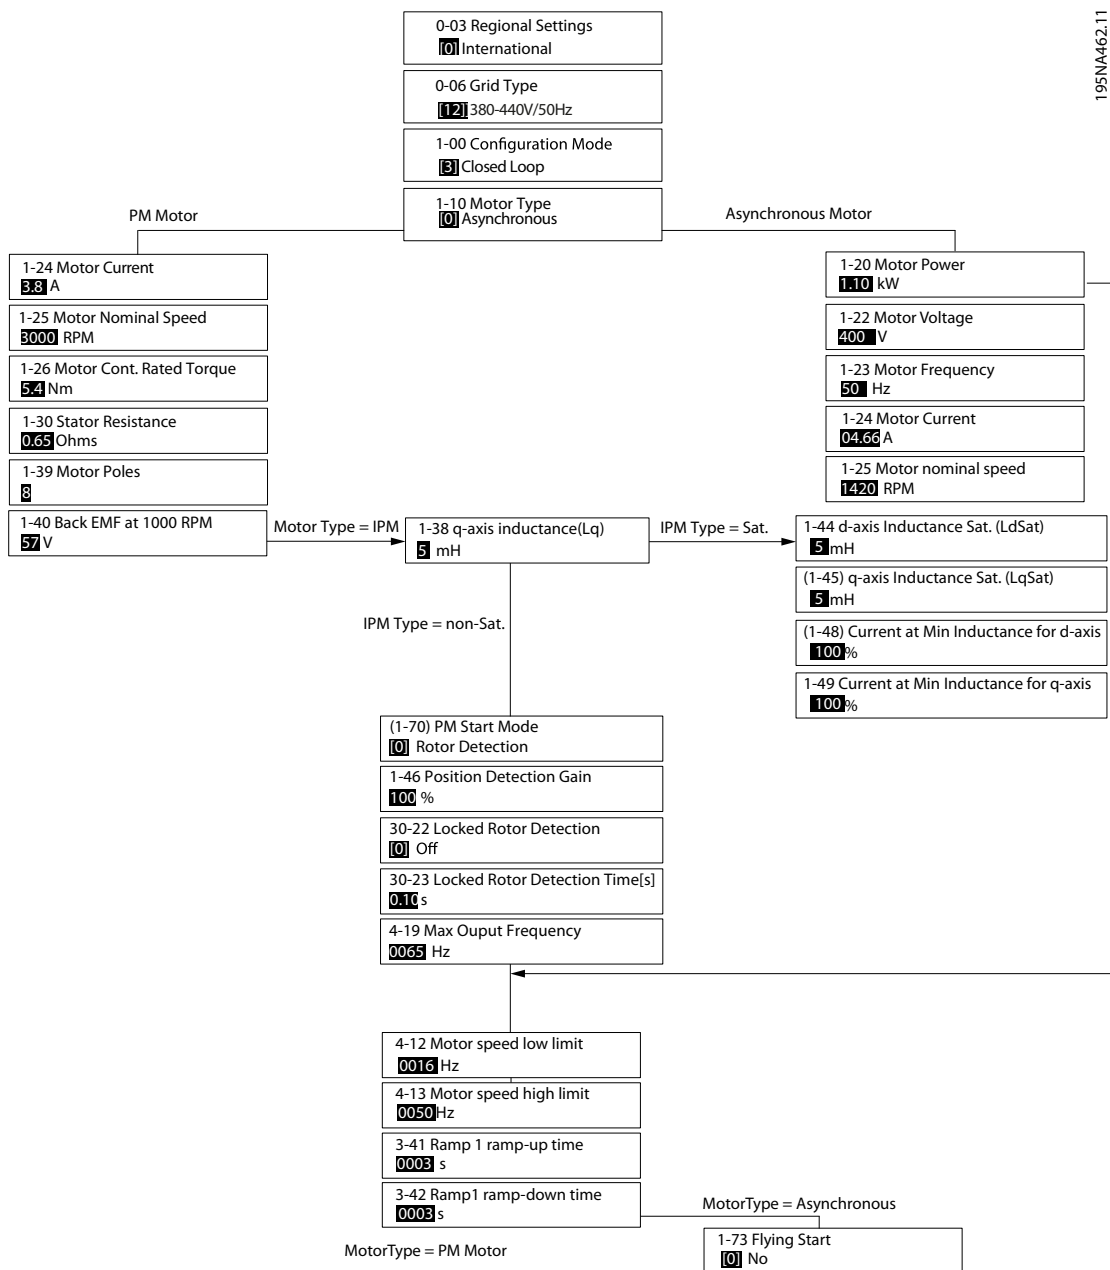 195NA462.11
0-03 Regional Settings
[0] International
0-06 Grid Type
[12] 380-440V/50Hz
1-00 Configuration Mode
[3] Closed Loop
1-10 Motor Type
[0] Asynchronous
PM Motor
Asynchronous Motor
1-24 Motor Current
3.8 A
1-25 Motor Nominal Speed
3000 RPM
1-26 Motor Cont. Rated Torque
5.4 Nm
1-30 Stator Resistance
0.65 Ohms
1-39 Motor Poles
8
1-40 Back EMF at 1000 RPM
57 V
1-20 Motor Power
1.10 kW
1-22 Motor Voltage
400 V
1-23 Motor Frequency
50 Hz
1-24 Motor Current
04.66 A
1-25 Motor nominal speed
1420 RPM
Motor Type = IPM
1-38 q-axis inductance(Lq)
5 mH
IPM Type = Sat.
1-44 d-axis Inductance Sat. (LdSat)
5 mH
(1-45) q-axis Inductance Sat. (LqSat)
5 mH
(1-48) Current at Min Inductance for d-axis
100 %
1-49 Current at Min Inductance for q-axis
100 %
IPM Type = non-Sat.
(1-70) PM Start Mode
[0] Rotor Detection
1-46 Position Detection Gain
100 %
30-22 Locked Rotor Detection
[0] Off
30-23 Locked Rotor Detection Time[s]
0.10 s
4-19 Max Ouput Frequency
0065 Hz
4-12 Motor speed low limit
0016 Hz
4-13 Motor speed high limit
0050 Hz
3-41 Ramp 1 ramp-up time
0003 s
3-42 Ramp1 ramp-down time
0003 s
MotorType = Asynchronous
1-73 Flying Start
[0] No
MotorType = PM Motor